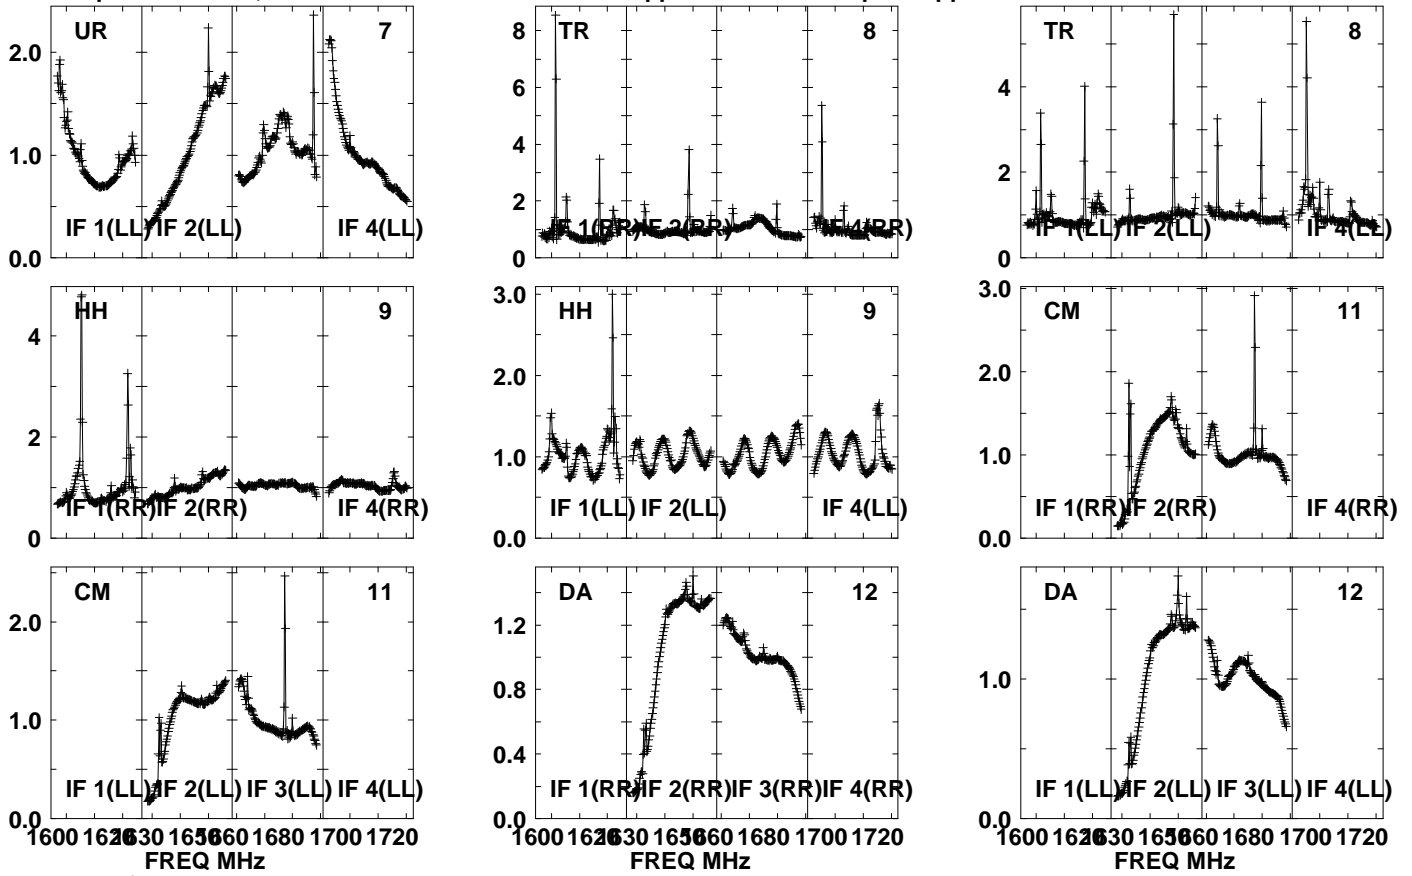 UR 7 TR 8 TR 8
2.0 8
6 4
1.0 4 2
2
IF 1(LL) IF 2(LL) IF 4(LL) IF 1(RR) IF 2(RR) IF 4(RR) IF 1(LL) IF 2(LL) IF 4(LL)
0.0 0 0
HH 9 HH 9 CM 11
3.0 3.0
4
2.0 2.0
2
1.0 1.0
IF 1(RR) IF 2(RR) IF 4(RR) IF 1(LL) IF 2(LL) IF 4(LL) IF 1(RR) IF 2(RR) IF 4(RR)
0 0.0 0.0
CM 11 DA 12 DA 12
2.0 1.2
0.8 1.0
1.0
0.4
IF 1(LL) IF 2(LL) IF 3(LL) IF 4(LL) IF 1(RR) IF 2(RR) IF 3(RR) IF 4(RR) IF 1(LL) IF 2(LL) IF 3(LL) IF 4(LL)
0.0 0.0 0.0
1600 1620 1630 1650 1660 1680 1700 1720 1600 1620 1630 1650 1660 1680 1700 1720 1600 1620 1630 1650 1660 1680 1700 1720
FREQ MHz FREQ MHz FREQ MHz